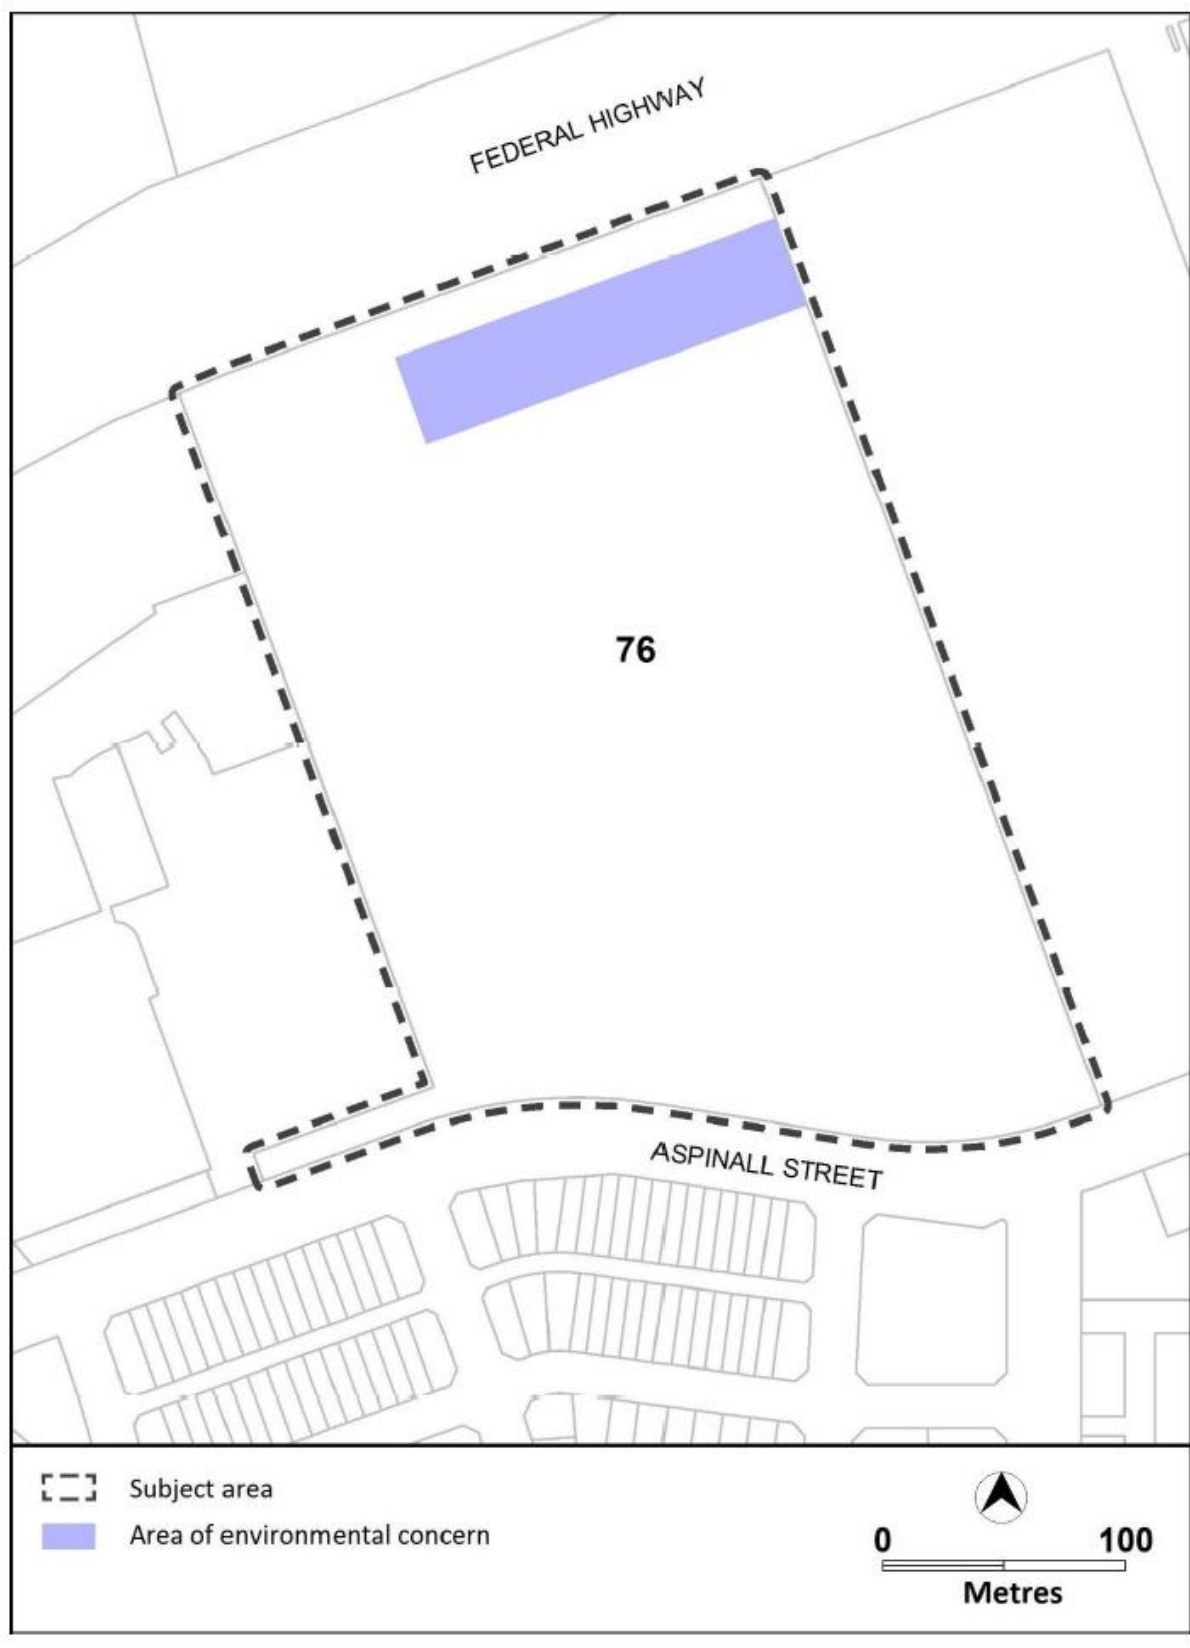 FEDERAL HIGHWAY
76
ASPINALL STREET
Subject area
Area of environmental concern
0 100
Metres